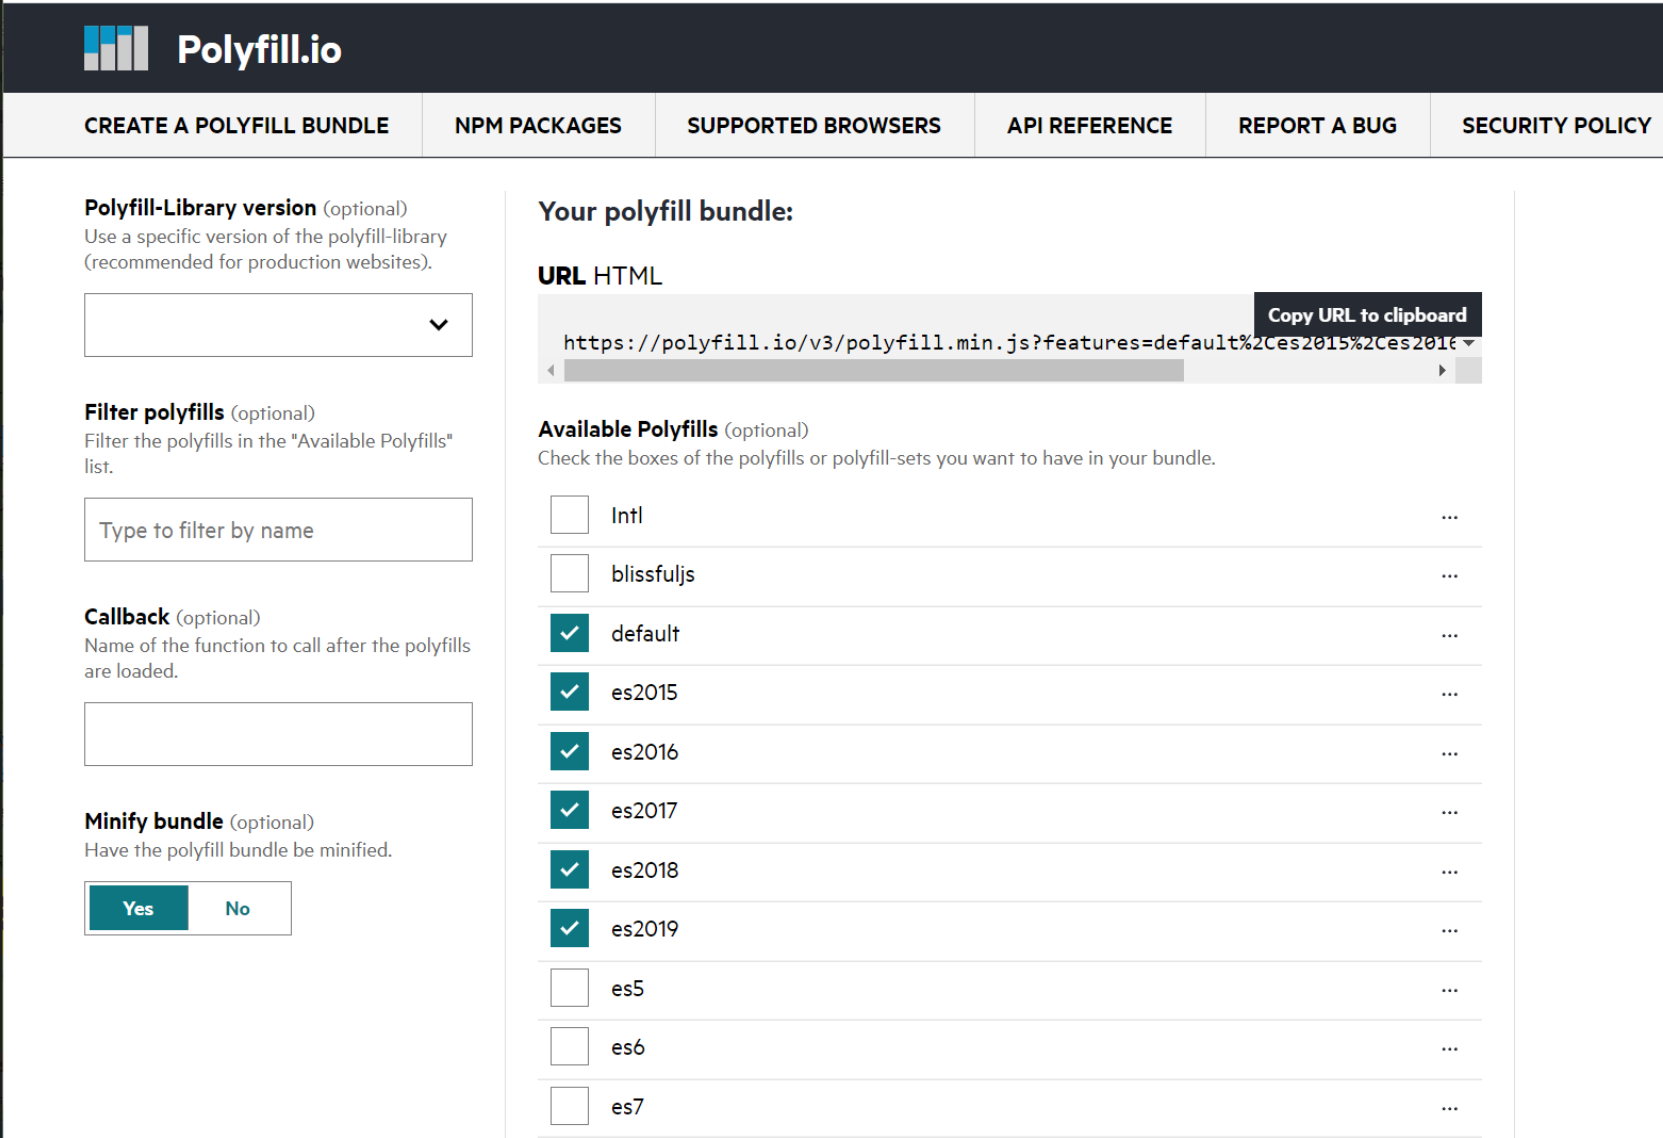 Polyfill.io
CREATE A POLYFILL BUNDLE
NPM PACKAGES
SUPPORTED BROWSERS
API REFERENCE
REPORT A BUG
SECURITY POLICY
Polyfill-Library version (optional)
Use a specific version of the polyfill-library
(recommended for production websites).
Filter polyfills (optional)
Filter the polyfills in the "Available Polyfills"
list.
Type to filter by name
Callback (optional)
Name of the function to call after the polyfills
are loaded.
Minify bundle (optional)
Have the polyfill bundle be minified.
Yes
No
Your polyfill bundle:
URL HTML
Copy URL to clipboard
https://polyfill.io/v3/polyfill.min.js?features=default%2Ces2015%2Ces2016
Available Polyfills (optional)
Check the boxes of the polyfills or polyfill-sets you want to have in your bundle.
Intl ...
blissfuljs ...
default ...
es2015 ...
es2016 ...
es2017 ...
es2018 ...
es2019 ...
es5 ...
es6 ...
es7 ...